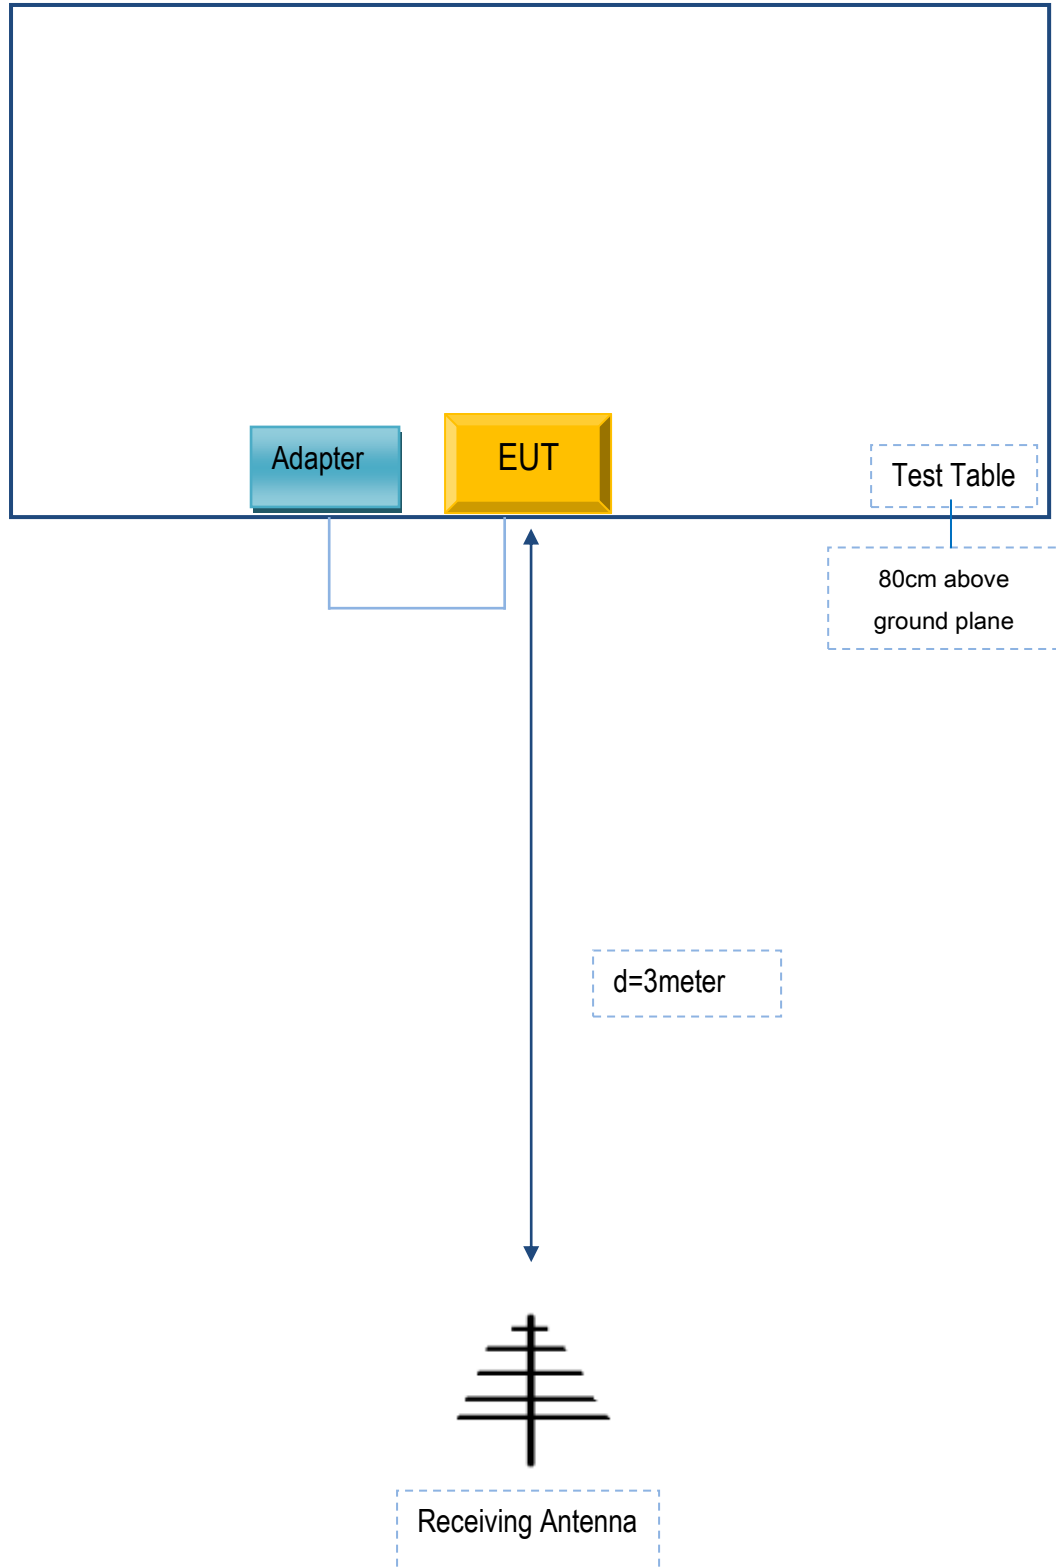 Adapter
EUT
Test Table
80cm above
ground plane
d=3meter
Receiving Antenna